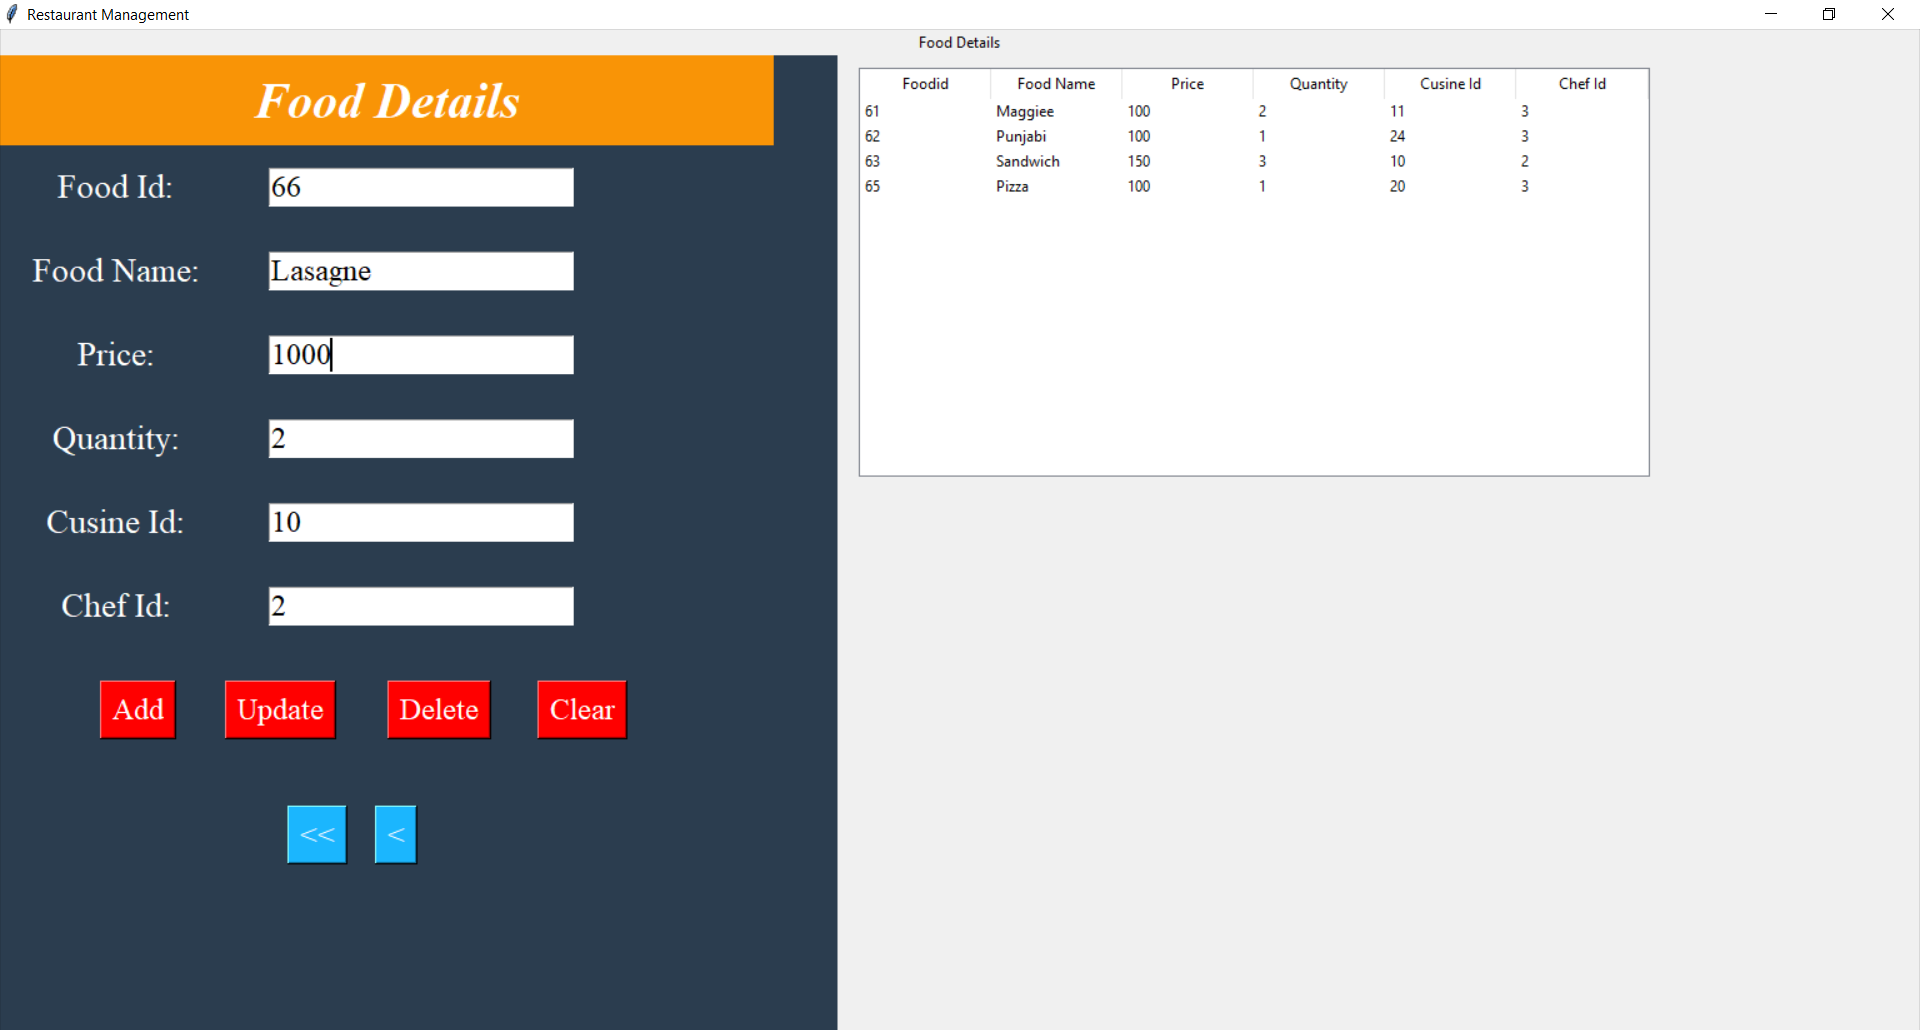 Restaurant Management
Food Details
Food Details
Food Id: 66
Food Name: Lasagne
Price: 1000
Quantity: 2
Cusine Id: 10
Chef Id: 2
Add Update Delete Clear
<< <
Foodid Food Name Price Quantity Cusine Id Chef Id
61 Maggiee 100 2 11 3
62 Punjabi 100 1 24 3
63 Sandwich 150 3 10 2
65 Pizza 100 1 20 3